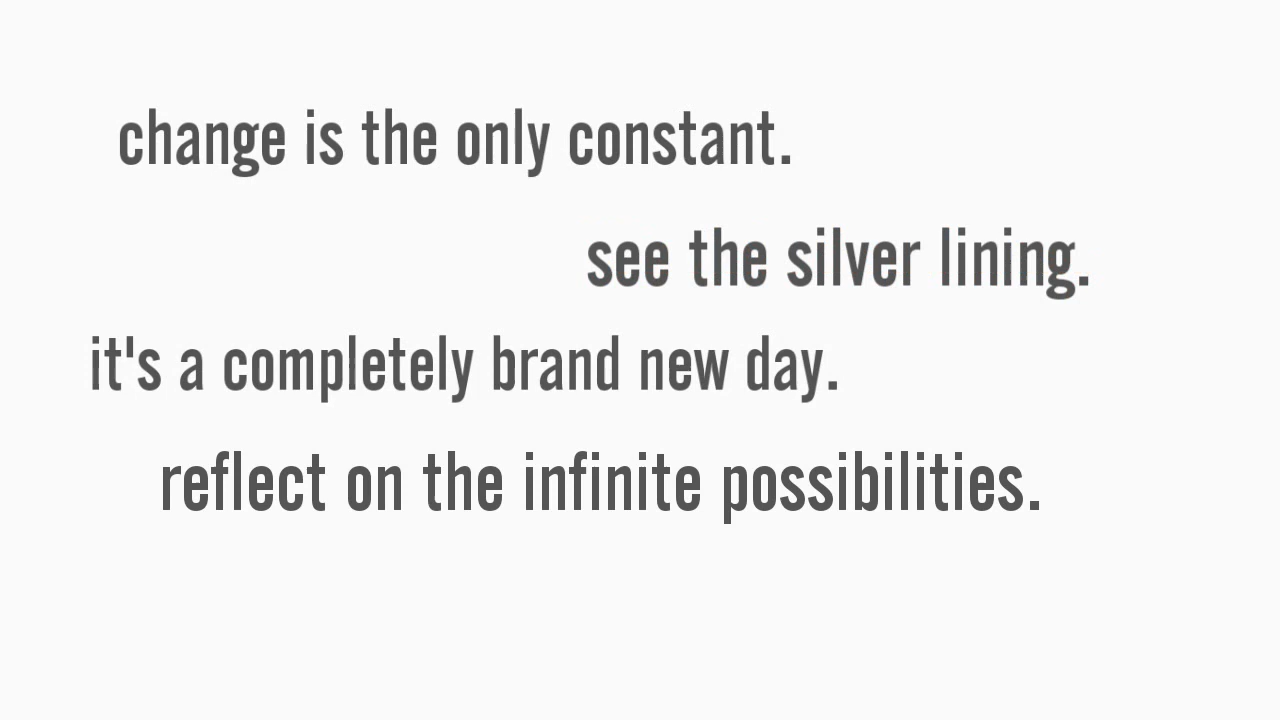 change is the only constant.
see the silver lining.
it's a completely brand new day.
reflect on the infinite possibilities.